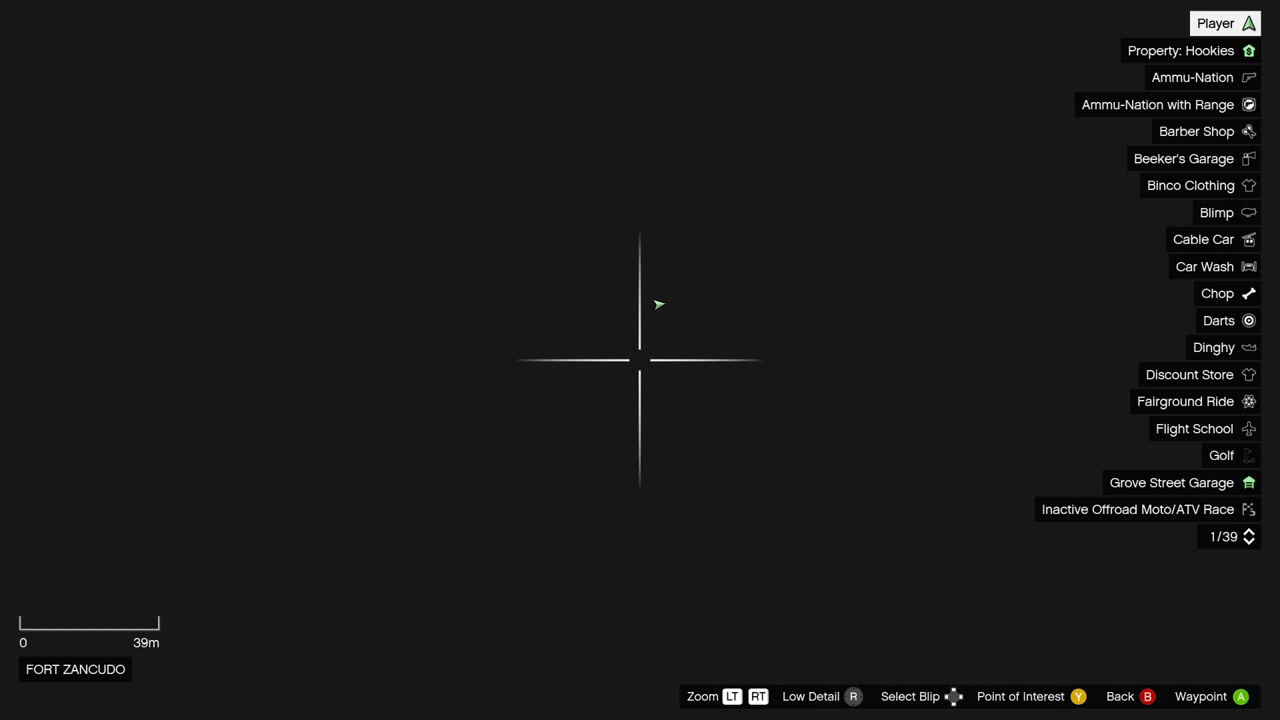 Player
Property: Hookies
Ammu-Nation
Ammu-Nation with Range
Barber Shop
Beeker's Garage
Binco Clothing
Blimp
Cable Car
Car Wash
Chop
Darts
Dinghy
Discount Store
Fairground Ride
Flight School
Golf
Grove Street Garage
Inactive Offroad Moto/ATV Race
1/39
0 39m
FORT ZANCUDO
Zoom LT RT Low Detail R Select Blip Point of Interest Y Back B Waypoint A